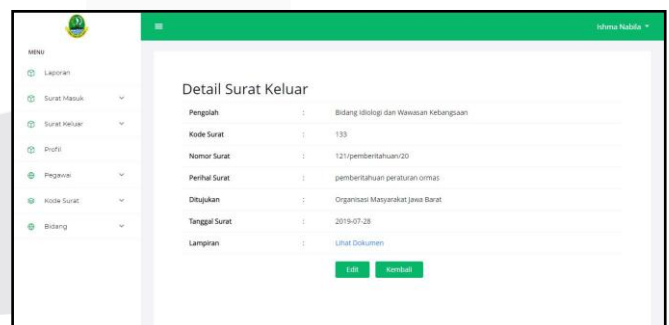 Ishma Nabila
MENU
Laporan
Surat Masuk
Surat Keluar
Profil
Pegawai
Kode Surat
Bidang
Detail Surat Keluar
Pengolah : Bidang Idiologi dan Wawasan Kebangsaan
Kode Surat : 133
Nomor Surat : 121/pemberitahuan/20
Perihal Surat : pemberitahuan peraturan ormas
Ditujukan : Organisasi Masyarakat Jawa Barat
Tanggal Surat : 2019-07-28
Lampiran : Lihat Dokumen
Edit Kembali